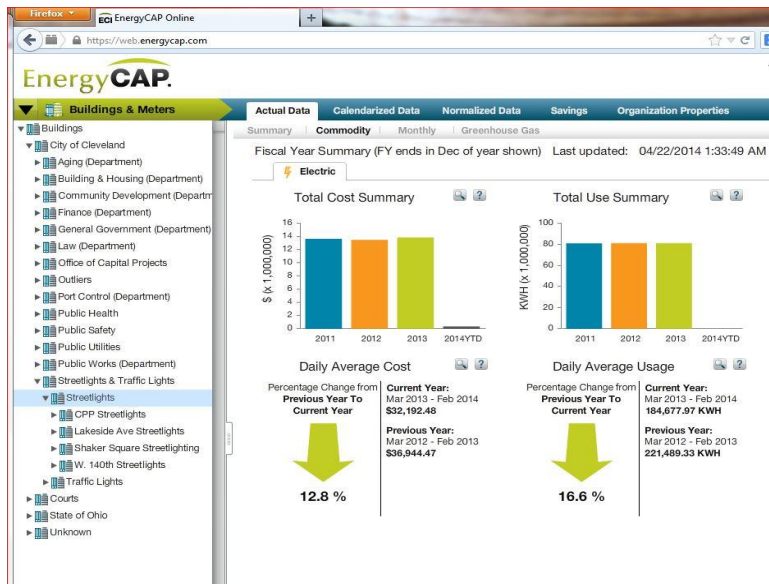 Firefox
ECI EnergyCAP Online
+
https://web.energycap.com
EnergyCAP.
Buildings & Meters
Actual Data
Calendarized Data
Normalized Data
Savings
Organization Properties
Summary
Commodity
Monthly
Greenhouse Gas
Buildings
City of Cleveland
Aging (Department)
Building & Housing (Department)
Community Development (Departm
Finance (Department)
General Government (Department)
Law (Department)
Office of Capital Projects
Outliers
Port Control (Department)
Public Health
Public Safety
Public Utilities
Public Works (Department)
Streetlights & Traffic Lights
Streetlights
CPP Streetlights
Lakeside Ave Streetlights
Shaker Square Streetlighting
W. 140th Streetlights
Traffic Lights
Courts
State of Ohio
Unknown
Fiscal Year Summary (FY ends in Dec of year shown) Last updated: 04/22/2014 1:33:49 AM
Electric
Total Cost Summary
?
$ (x 1,000,000)
16
14
12
10
8
6
4
2
0
2011 2012 2013 2014YTD
Total Use Summary
?
KWH (x 1,000,000)
100
80
60
40
20
0
2011 2012 2013 2014YTD
Daily Average Cost
?
Percentage Change from
Previous Year To
Current Year
12.8 %
Current Year:
Mar 2013 - Feb 2014
$32,192.48
Previous Year:
Mar 2012 - Feb 2013
$36,944.47
Daily Average Usage
?
Percentage Change from
Previous Year To
Current Year
16.6 %
Current Year:
Mar 2013 - Feb 2014
184,677.97 KWH
Previous Year:
Mar 2012 - Feb 2013
221,489.33 KWH